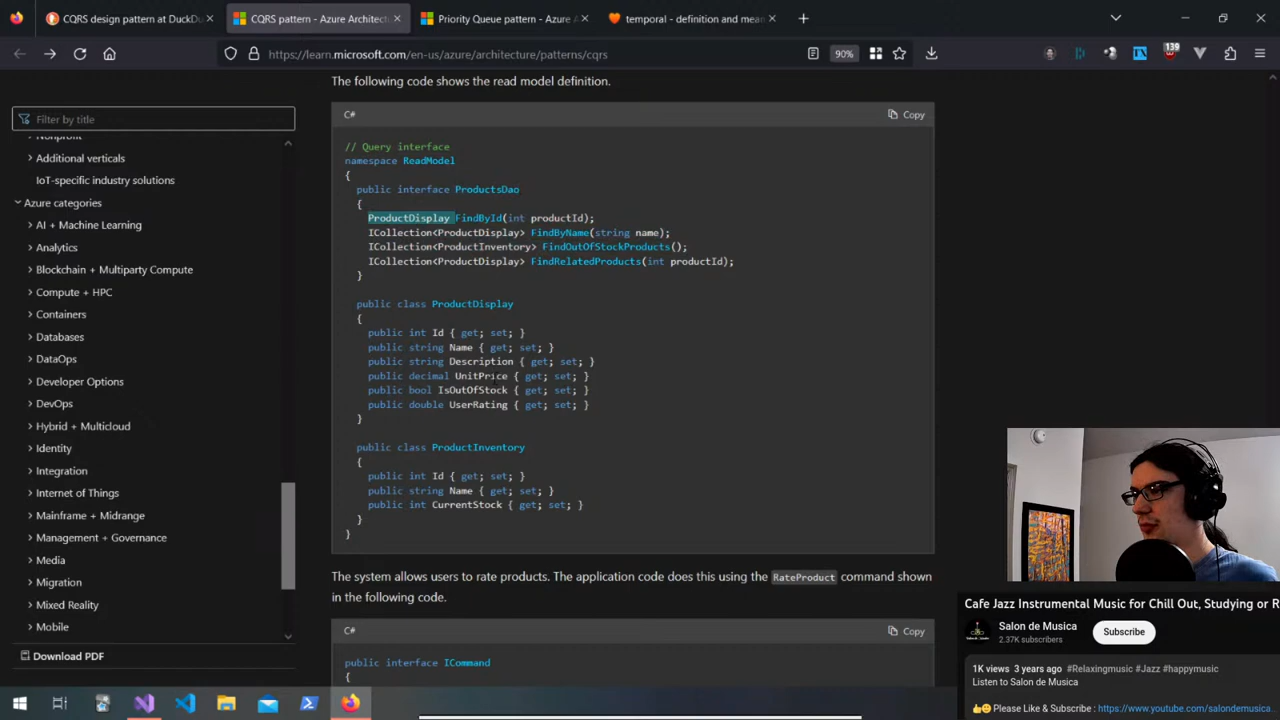 CQRS design pattern at DuckDu
CQRS pattern - Azure Architect
Priority Queue pattern - Azure A
temporal - definition and mean
https://learn.microsoft.com/en-us/azure/architecture/patterns/cqrs
90%
139
The following code shows the read model definition.
Filter by title
Nonprofit
Additional verticals
IoT-specific industry solutions
Azure categories
AI + Machine Learning
Analytics
Blockchain + Multiparty Compute
Compute + HPC
Containers
Databases
DataOps
Developer Options
DevOps
Hybrid + Multicloud
Identity
Integration
Internet of Things
Mainframe + Midrange
Management + Governance
Media
Migration
Mixed Reality
Mobile
Download PDF
C#
Copy
// Query interface
namespace ReadModel
{
public interface ProductsDao
{
ProductDisplay FindById(int productId);
ICollection<ProductDisplay> FindByName(string name);
ICollection<ProductInventory> FindOutOfStockProducts();
ICollection<ProductDisplay> FindRelatedProducts(int productId);
}
public class ProductDisplay
{
public int Id { get; set; }
public string Name { get; set; }
public string Description { get; set; }
public decimal UnitPrice { get; set; }
public bool IsOutOfStock { get; set; }
public double UserRating { get; set; }
}
public class ProductInventory
{
public int Id { get; set; }
public string Name { get; set; }
public int CurrentStock { get; set; }
}
}
The system allows users to rate products. The application code does this using the RateProduct command shown
in the following code.
C#
Copy
public interface ICommand
{
Cafe Jazz Instrumental Music for Chill Out, Studying or R
Salon de Musica
2.37K subscribers
Subscribe
1K views 3 years ago #Relaxingmusic #Jazz #happymusic
Listen to Salon de Musica
Please Like & Subscribe : https://www.youtube.com/salondemusica...